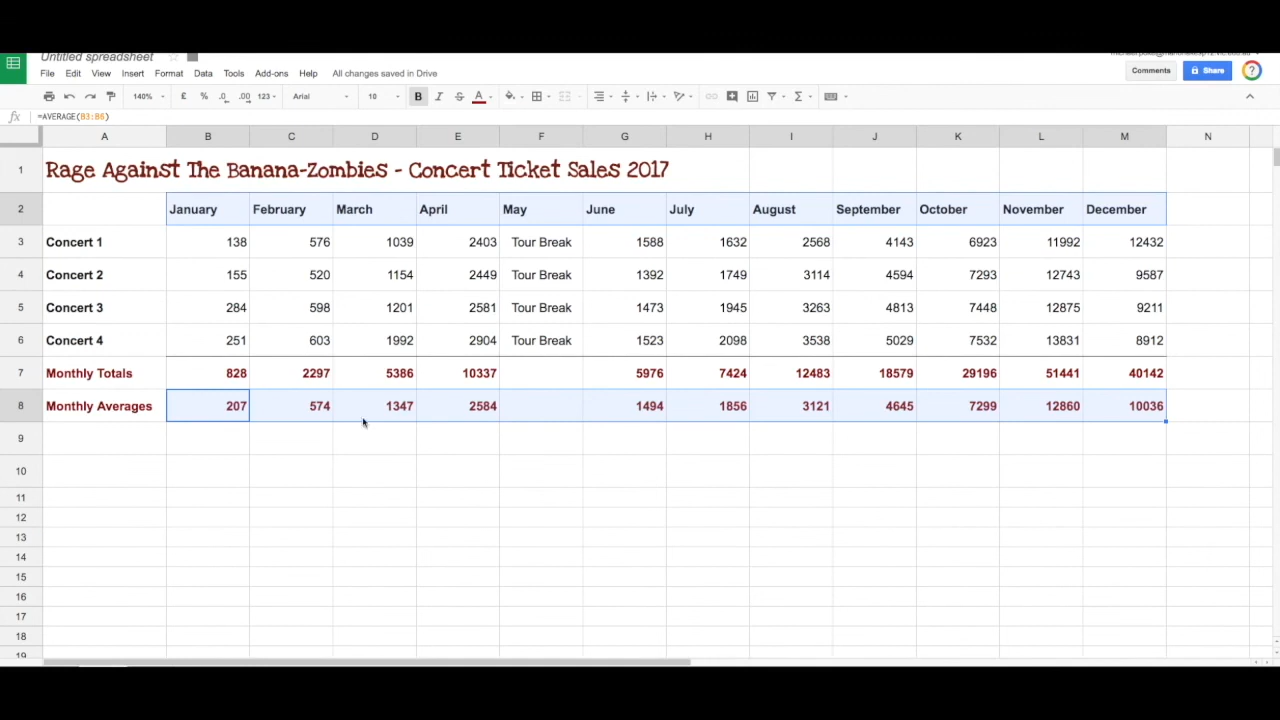 Untitled spreadsheet
File Edit View Insert Format Data Tools Add-ons Help All changes saved in Drive
Comments Share ?
140% £ % .0 .00 123 Arial 18 B I S A Σ
fx =AVERAGE(B3:B6)
A B C D E F G H I J K L M N
1 Rage Against The Banana-Zombies - Concert Ticket Sales 2017
2 January February March April May June July August September October November December
3 Concert 1 138 576 1039 2403 Tour Break 1588 1632 2568 4143 6923 11992 12432
4 Concert 2 155 520 1154 2449 Tour Break 1392 1749 3114 4594 7293 12743 9587
5 Concert 3 284 598 1201 2581 Tour Break 1473 1945 3263 4813 7448 12875 9211
6 Concert 4 251 603 1992 2904 Tour Break 1523 2098 3538 5029 7532 13831 8912
7 Monthly Totals 828 2297 5386 10337 5976 7424 12483 18579 29196 51441 40142
8 Monthly Averages 207 574 1347 2584 1494 1856 3121 4645 7299 12860 10036
9
10
11
12
13
14
15
16
17
18
19